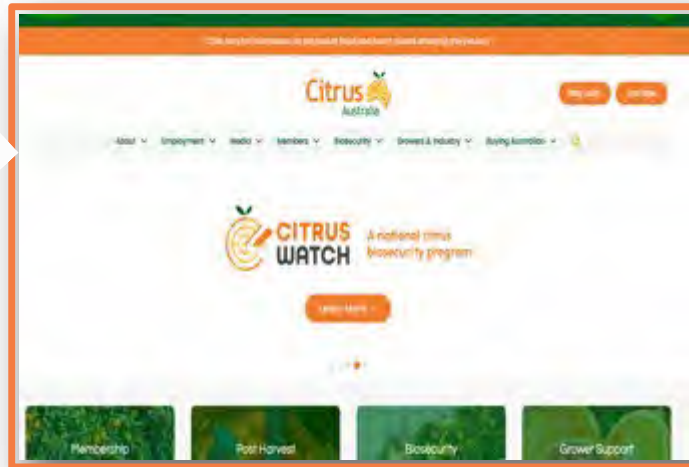 Citrus
Australia
About Employment Media Members Biosecurity Growers & Industry Buying Australian
CITRUS
WATCH
A national citrus
biosecurity program
Learn More
Membership
Post Harvest
Biosecurity
Grower Support